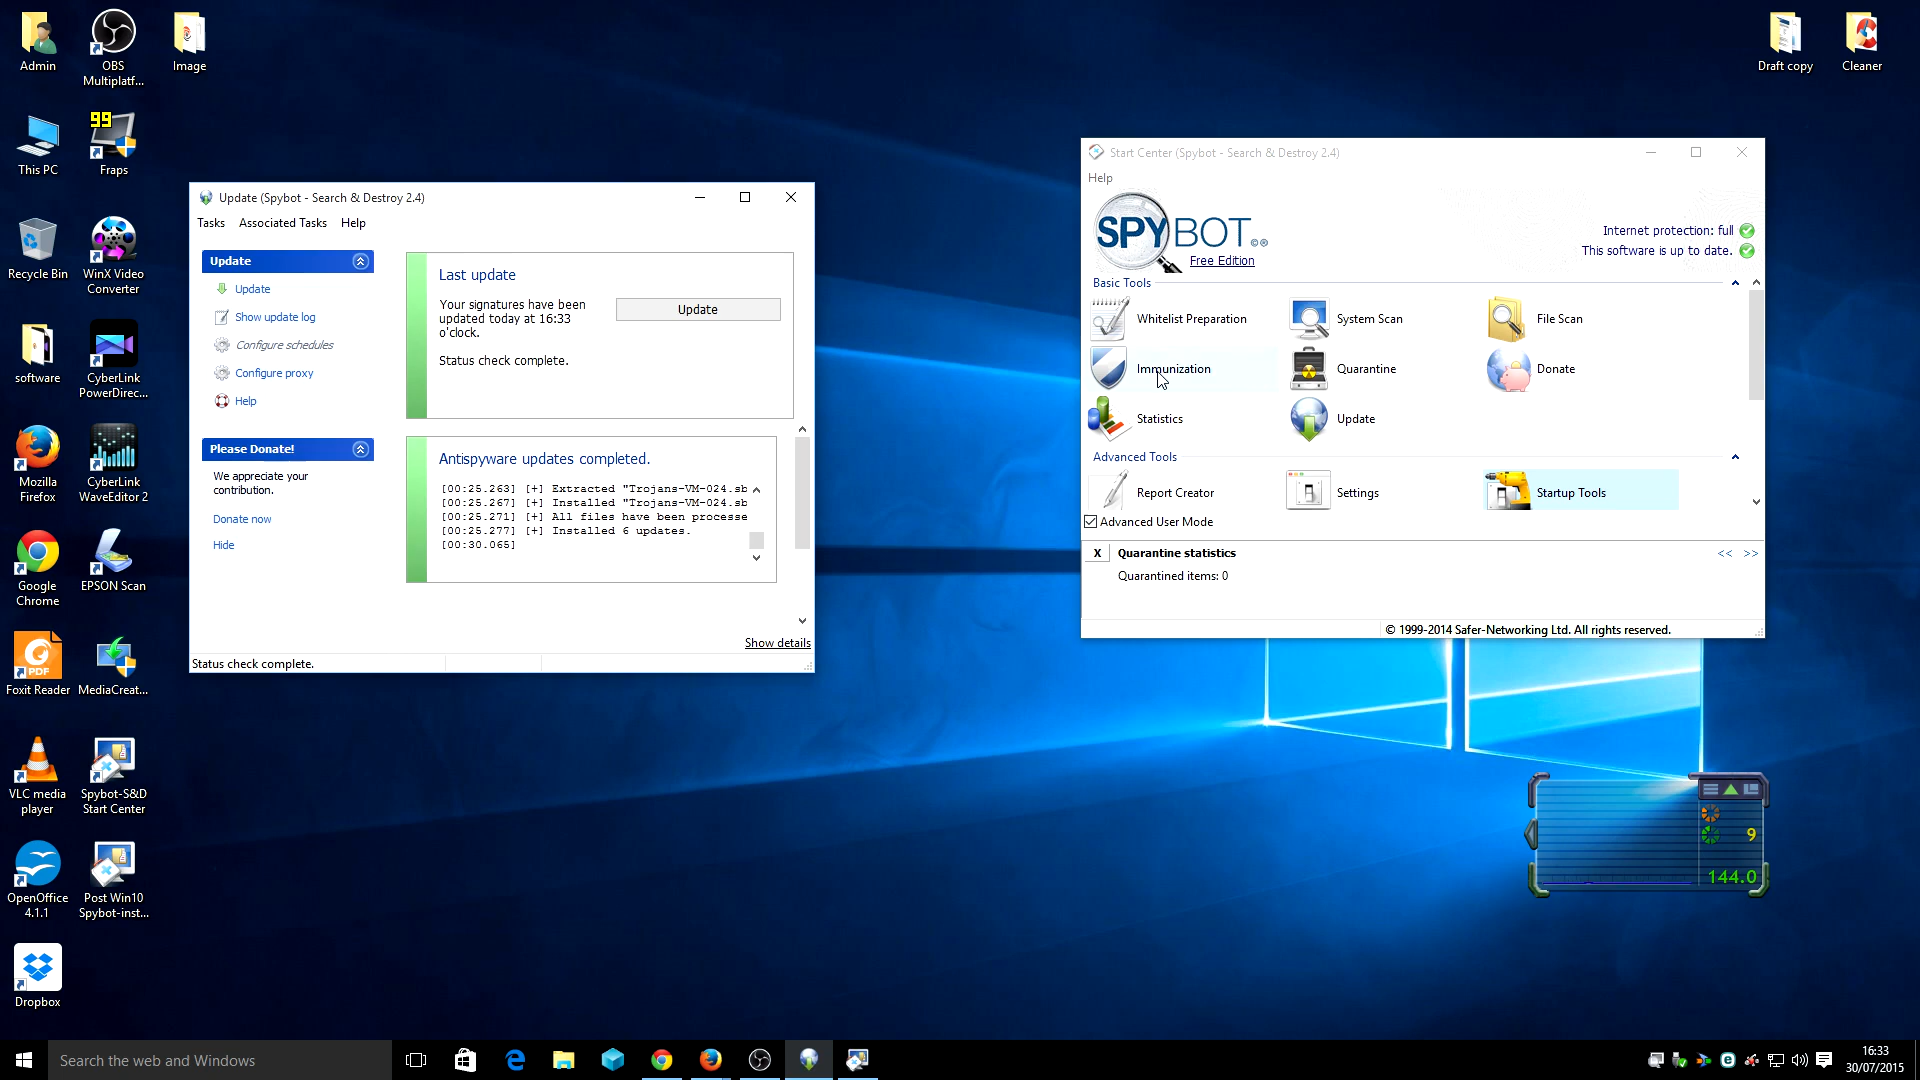 Admin
OBS
Multiplatf...
Image
Draft copy
Cleaner
This PC
99
Fraps
Recycle Bin
WinX Video
Converter
software
CyberLink
PowerDirec...
Mozilla
Firefox
CyberLink
WaveEditor 2
Google
Chrome
EPSON Scan
PDF
Foxit Reader
MediaCreat...
VLC media
player
Spybot-S&D
Start Center
OpenOffice
4.1.1
Post Win10
Spybot-inst...
Dropbox
Update (Spybot - Search & Destroy 2.4)
Tasks Associated Tasks Help
Update
Update
Show update log
Configure schedules
Configure proxy
Help
Please Donate!
We appreciate your
contribution.
Donate now
Hide
Last update
Your signatures have been
updated today at 16:33
o'clock.
Update
Status check complete.
Antispyware updates completed.
[00:25.263] [+] Extracted "Trojans-VM-024.sb
[00:25.267] [+] Installed "Trojans-VM-024.sb
[00:25.271] [+] All files have been processe
[00:25.277] [+] Installed 6 updates.
[00:30.065]
Show details
Status check complete.
Start Center (Spybot - Search & Destroy 2.4)
Help
SPYBOT
Free Edition
Internet protection: full
This software is up to date.
Basic Tools
Whitelist Preparation
System Scan
File Scan
Immunization
Quarantine
Donate
Statistics
Update
Advanced Tools
Report Creator
Settings
Startup Tools
Advanced User Mode
X Quarantine statistics << >>
Quarantined items: 0
© 1999-2014 Safer-Networking Ltd. All rights reserved.
9
144.0
Search the web and Windows
16:33
30/07/2015